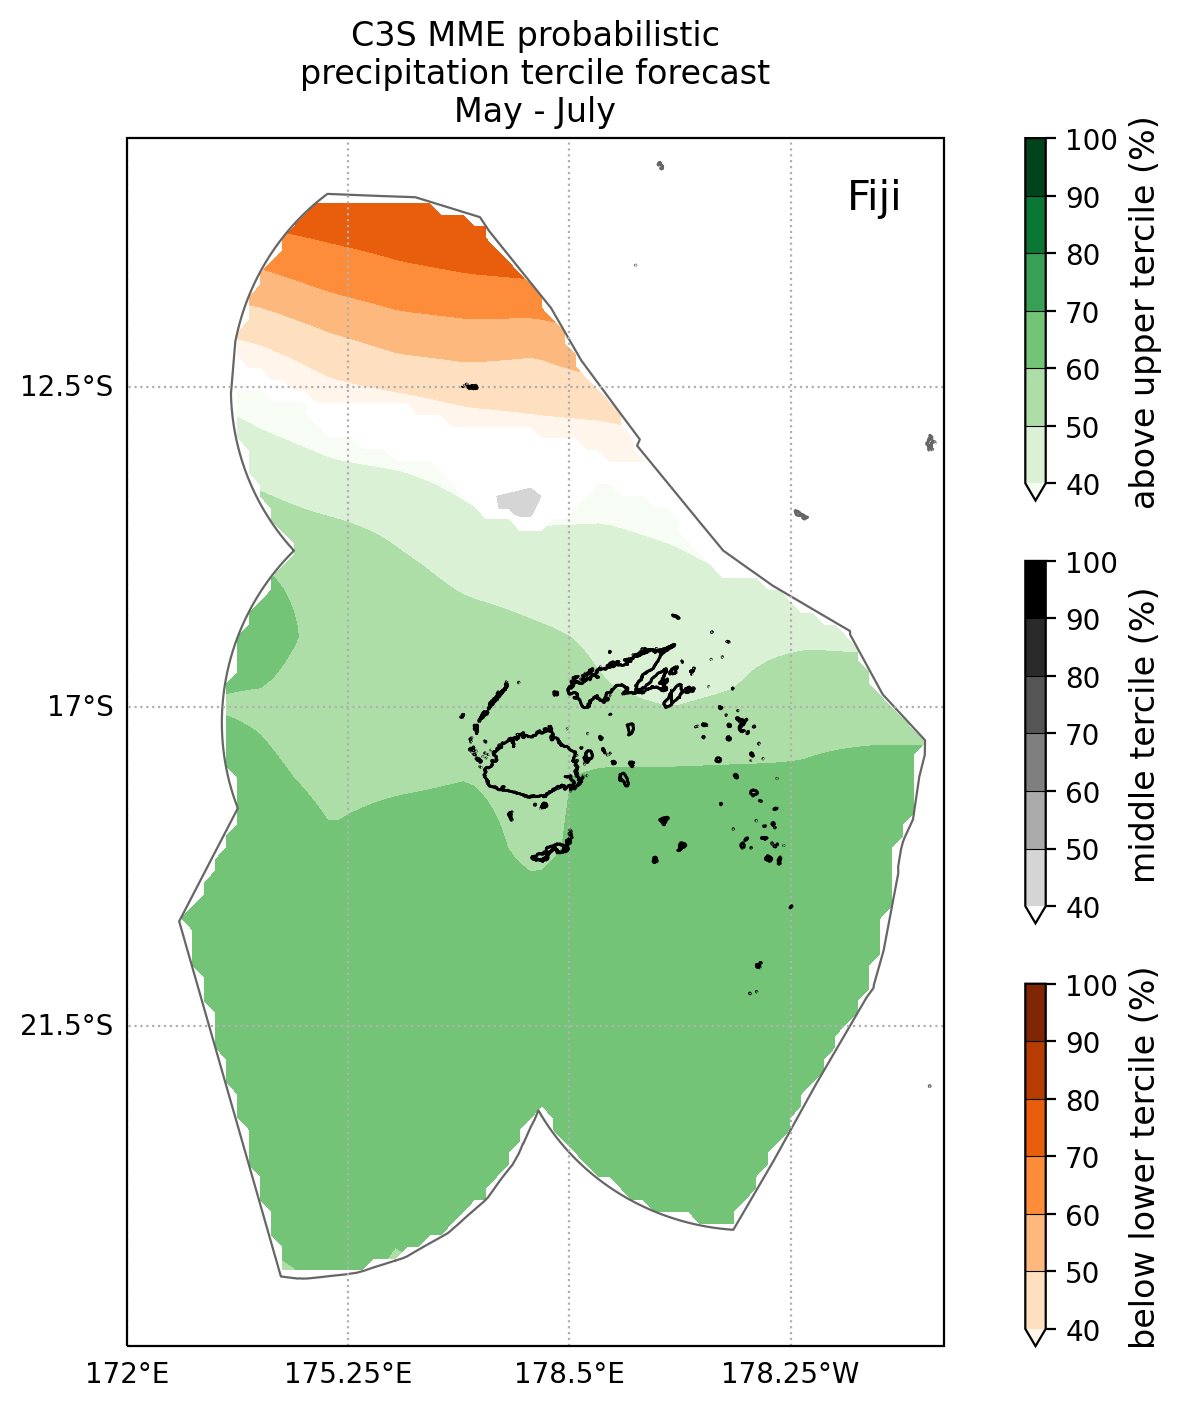 C3S MME probabilistic
precipitation tercile forecast
May - July
Fiji
12.5°S
17°S
21.5°S
172°E
175.25°E
178.5°E
178.25°W
100
90
80
70
60
50
40
above upper tercile (%)
100
90
80
70
60
50
40
middle tercile (%)
100
90
80
70
60
50
40
below lower tercile (%)